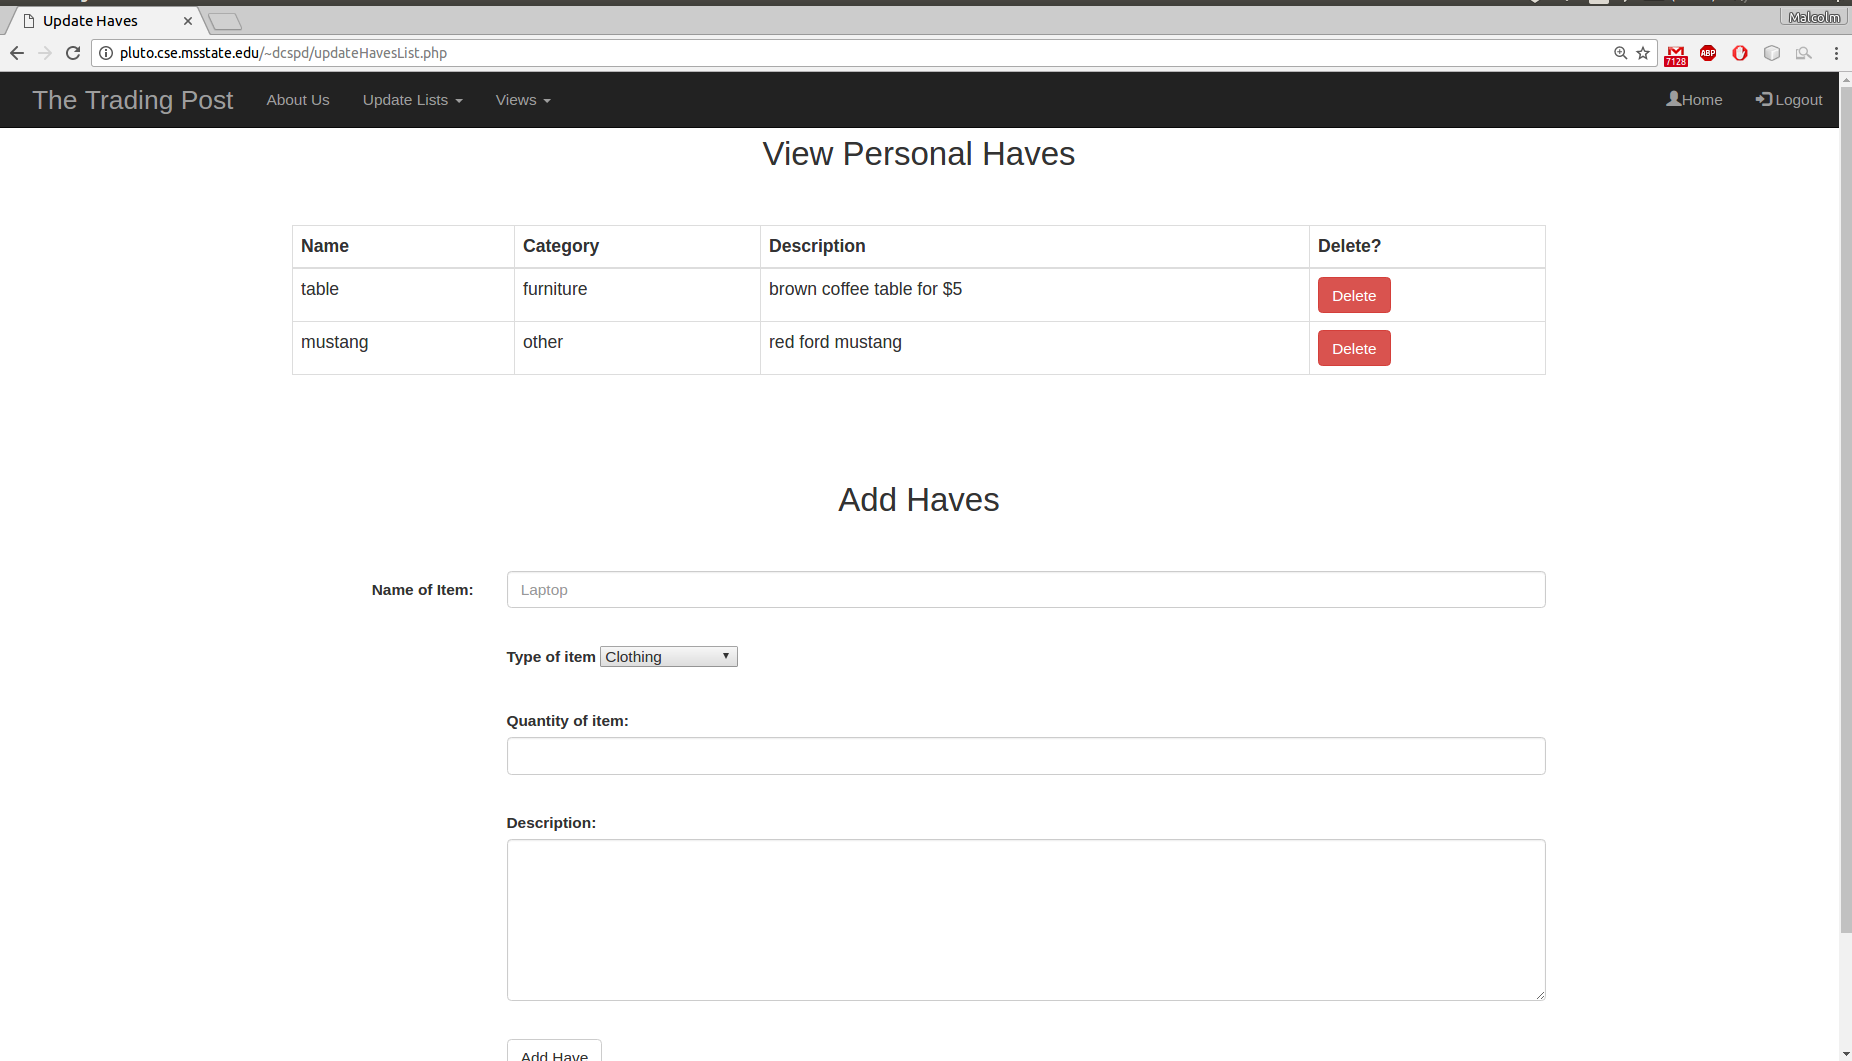 Update Haves
Malcolm
pluto.cse.msstate.edu/~dcspd/updateHavesList.php
7128
ABP
The Trading Post About Us Update Lists Views Home Logout
View Personal Haves
Name Category Description Delete?
table furniture brown coffee table for $5 Delete
mustang other red ford mustang Delete
Add Haves
Name of Item: Laptop
Type of item Clothing
Quantity of item:
Description:
Add Have